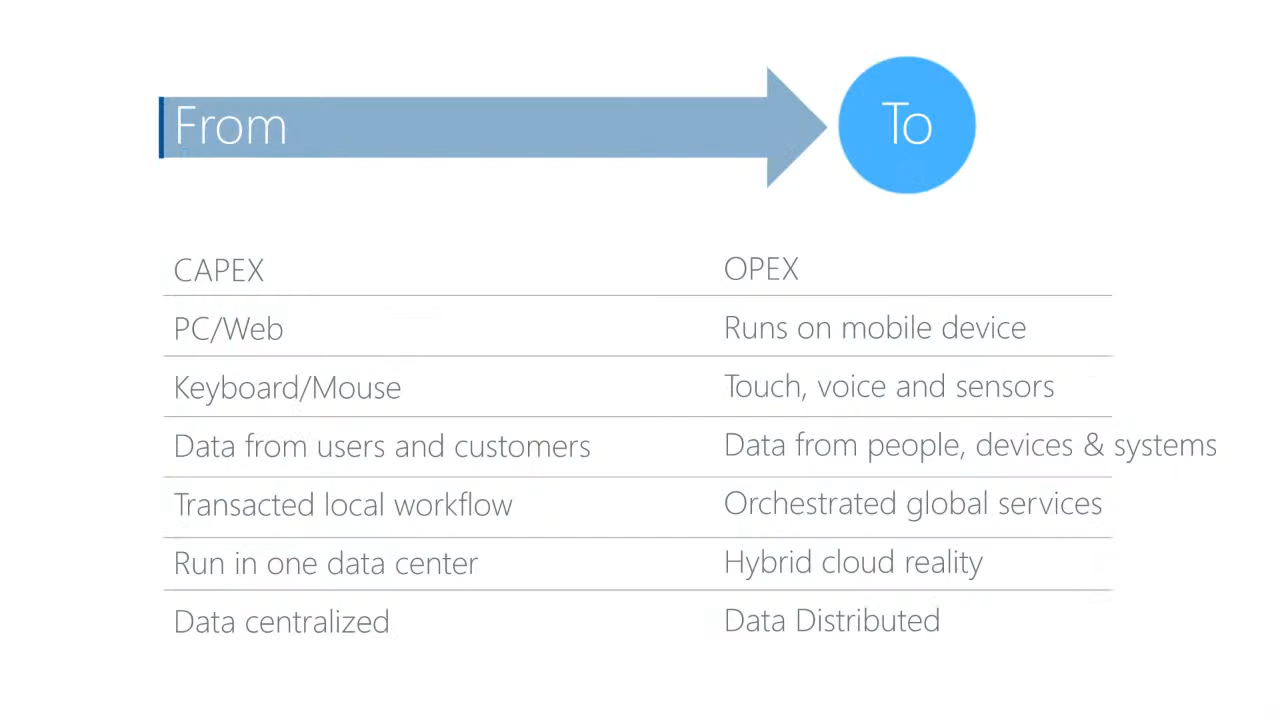 From To
CAPEX OPEX
PC/Web Runs on mobile device
Keyboard/Mouse Touch, voice and sensors
Data from users and customers Data from people, devices & systems
Transacted local workflow Orchestrated global services
Run in one data center Hybrid cloud reality
Data centralized Data Distributed